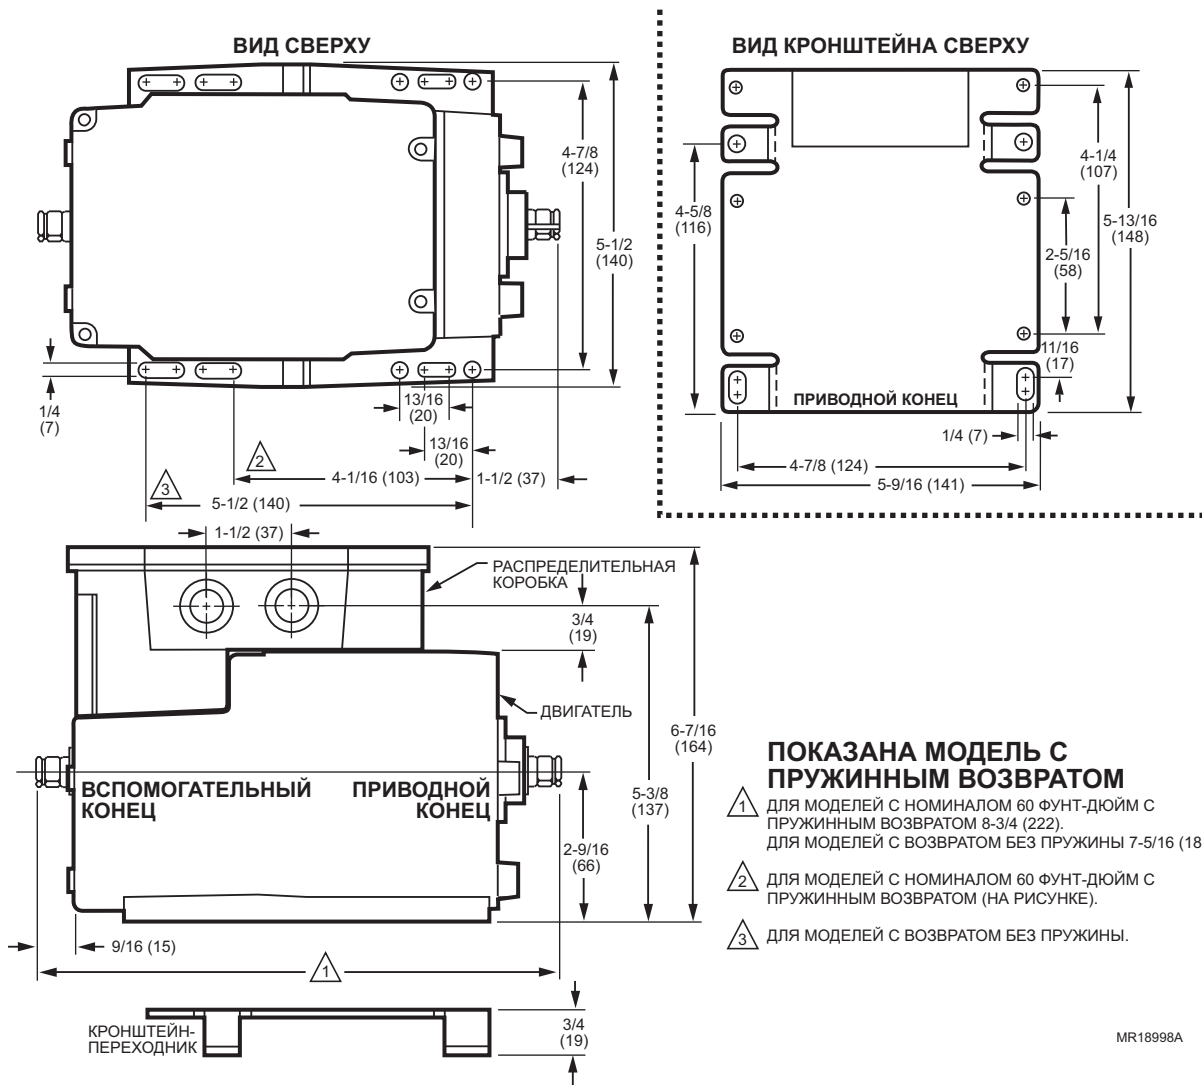 ВИД СВЕРХУ
4-7/8
(124)
5-1/2
(140)
1/4
(7)
13/16
(20)
13/16
(20)
2
4-1/16 (103)
1-1/2 (37)
3
5-1/2 (140)
ВИД КРОНШТЕЙНА СВЕРХУ
4-5/8
(116)
4-1/4
(107)
5-13/16
(148)
2-5/16
(58)
11/16
(17)
ПРИВОДНОЙ КОНЕЦ
1/4 (7)
4-7/8 (124)
5-9/16 (141)
1-1/2 (37)
РАСПРЕДЕЛИТЕЛЬНАЯ
КОРОБКА
3/4
(19)
ДВИГАТЕЛЬ
6-7/16
(164)
5-3/8
(137)
2-9/16
(66)
ВСПОМОГАТЕЛЬНЫЙ
КОНЕЦ
ПРИВОДНОЙ
КОНЕЦ
9/16 (15)
1
КРОНШТЕЙН-
ПЕРЕХОДНИК
3/4
(19)
ПОКАЗАНА МОДЕЛЬ С
ПРУЖИННЫМ ВОЗВРАТОМ
1 ДЛЯ МОДЕЛЕЙ С НОМИНАЛОМ 60 ФУНТ-ДЮЙМ С
ПРУЖИННЫМ ВОЗВРАТОМ 8-3/4 (222).
ДЛЯ МОДЕЛЕЙ С ВОЗВРАТОМ БЕЗ ПРУЖИНЫ 7-5/16 (18
2 ДЛЯ МОДЕЛЕЙ С НОМИНАЛОМ 60 ФУНТ-ДЮЙМ С
ПРУЖИННЫМ ВОЗВРАТОМ (НА РИСУНКЕ).
3 ДЛЯ МОДЕЛЕЙ С ВОЗВРАТОМ БЕЗ ПРУЖИНЫ.
MR18998A